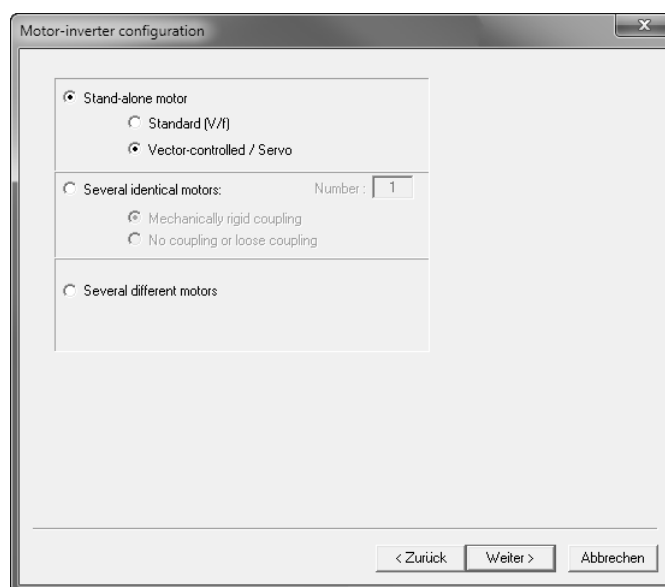 Motor-inverter configuration
Stand-alone motor
Standard (V/f)
Vector-controlled / Servo
Several identical motors: Number : 1
Mechanically rigid coupling
No coupling or loose coupling
Several different motors
< Zurück Weiter > Abbrechen